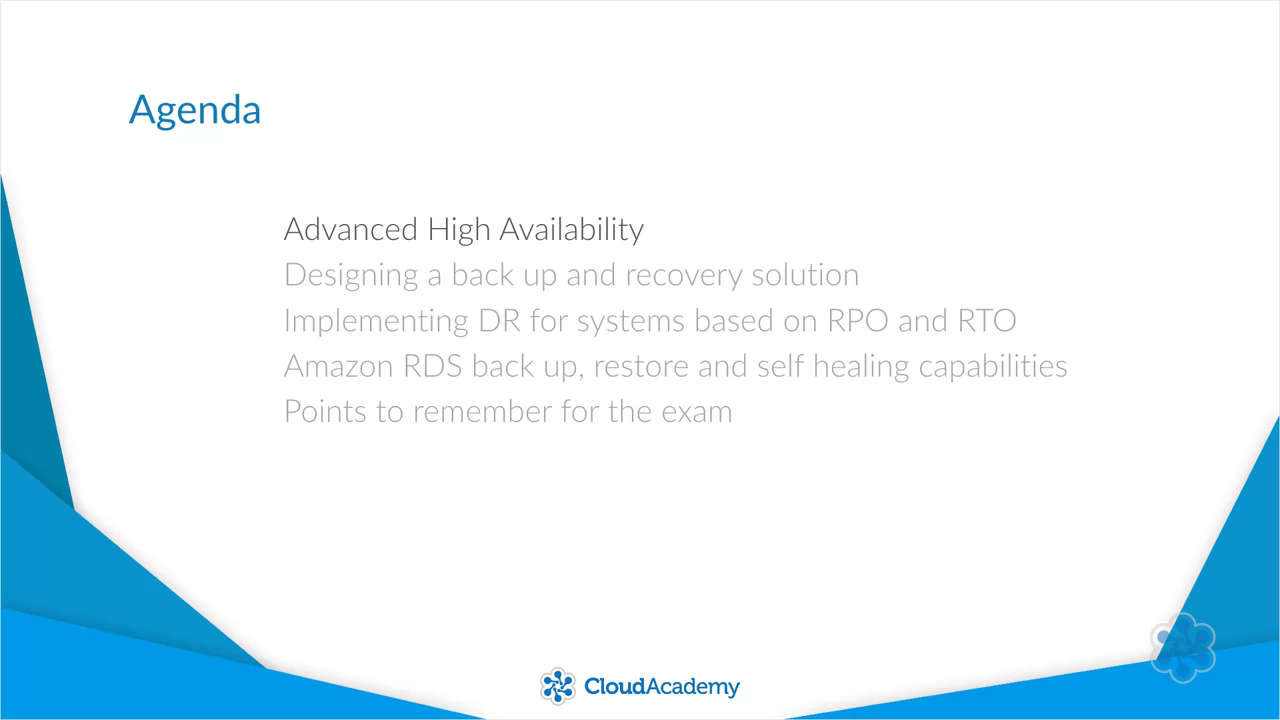 Agenda
Advanced High Availability
Designing a back up and recovery solution
Implementing DR for systems based on RPO and RTO
Amazon RDS back up, restore and self healing capabilities
Points to remember for the exam
CloudAcademy